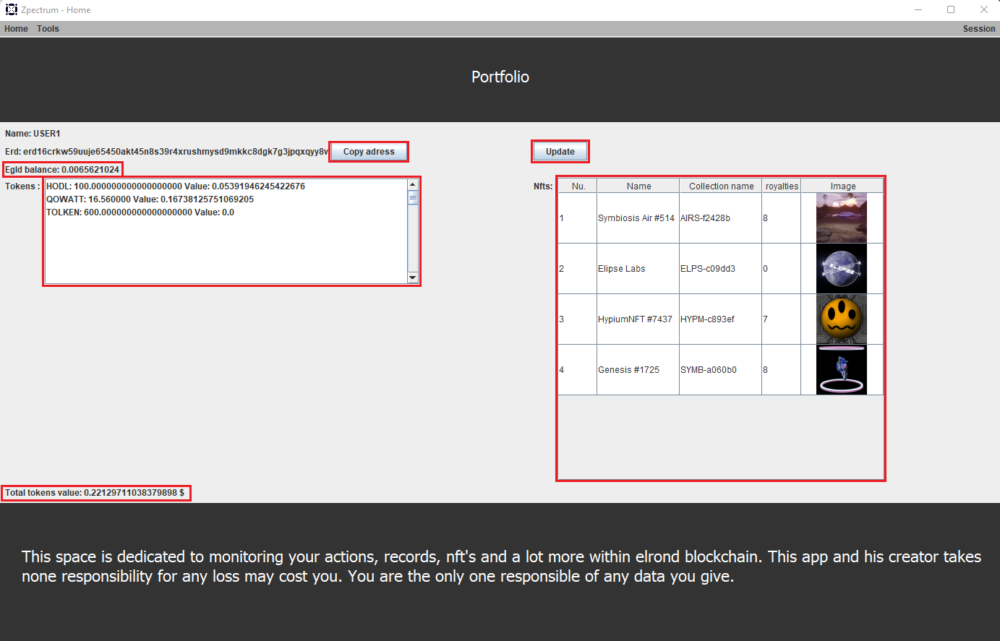 Zpectrum - Home
Home Tools Session
Portfolio
Name: USER1
Erd: erd16crkw59uuje65450akt45n8s39r4xrushmysd9mkkc8dgk7g3jpqxqyy8v Copy adress Update
Egld balance: 0.0065621024
Tokens : HODL: 100.000000000000000000 Value: 0.05391946245422676
QOWATT: 16.560000 Value: 0.16738125751069205
TOLKEN: 600.000000000000000000 Value: 0.0
Nfts: Nu. Name Collection name royalties Image
1 Symbiosis Air #514 AIRS-f2428b 8
2 Elipse Labs ELPS-c09dd3 0
ELIPSE
3 HypiumNFT #7437 HYPM-c893ef 7
4 Genesis #1725 SYMB-a060b0 8
Total tokens value: 0.22129711038379898 $
This space is dedicated to monitoring your actions, records, nft's and a lot more within elrond blockchain. This app and his creator takes
none responsibility for any loss may cost you. You are the only one responsible of any data you give.